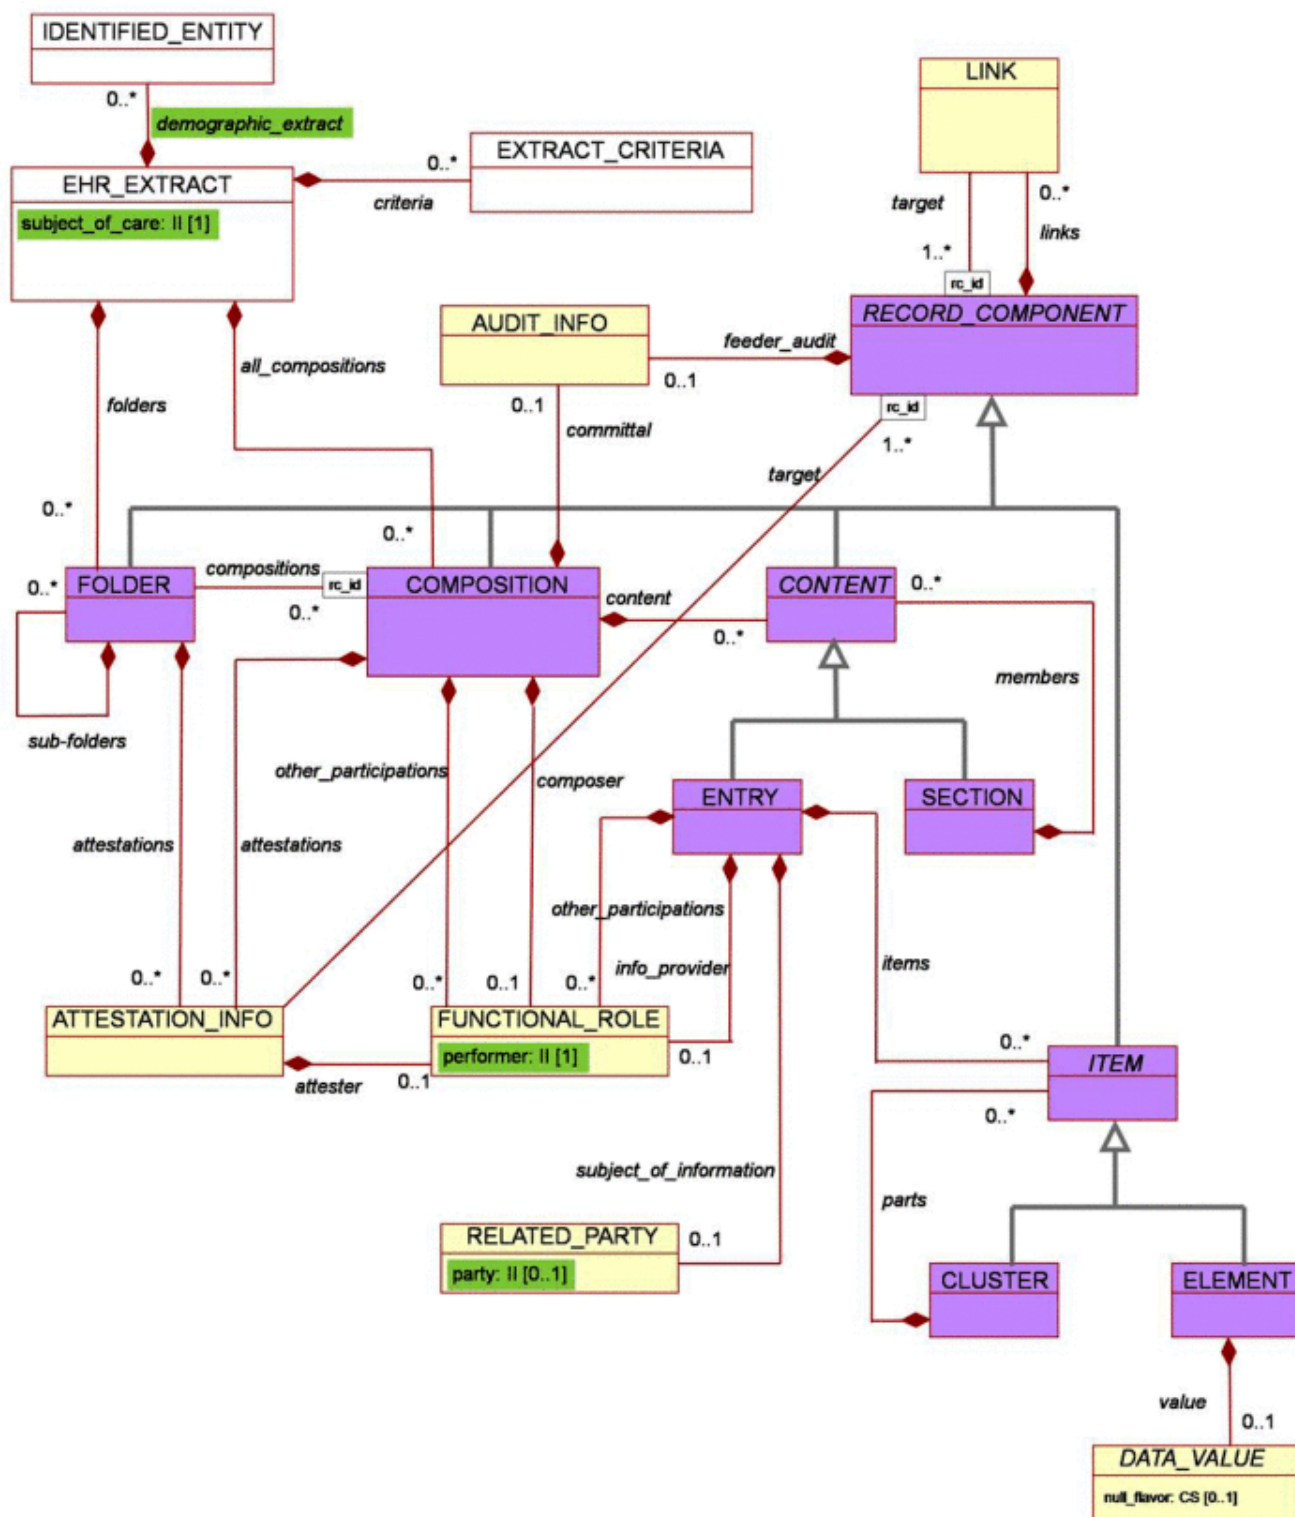 IDENTIFIED_ENTITY
LINK
0..*
demographic_extract
EXTRACT_CRITERIA
0..*
criteria
EHR_EXTRACT
subject_of_care: II [1]
target
0..*
links
1..*
rc_id
RECORD_COMPONENT
AUDIT_INFO
feeder_audit
0..1
all_compositions
folders
0..1
committal
rc_id
1..*
target
0..*
0..*
compositions
0..*
FOLDER
rc_id
0..*
COMPOSITION
content
0..*
CONTENT
0..*
members
sub-folders
other_participations
composer
ENTRY
SECTION
attestations
attestations
other_participations
info_provider
items
0..*
0..*
0..*
0..1
0..*
ATTESTATION_INFO
FUNCTIONAL_ROLE
performer: II [1]
0..1
0..1
attester
0..*
ITEM
0..*
subject_of_information
parts
RELATED_PARTY
party: II [0..1]
0..1
CLUSTER
ELEMENT
value
0..1
DATA_VALUE
null_flavor: CS [0..1]